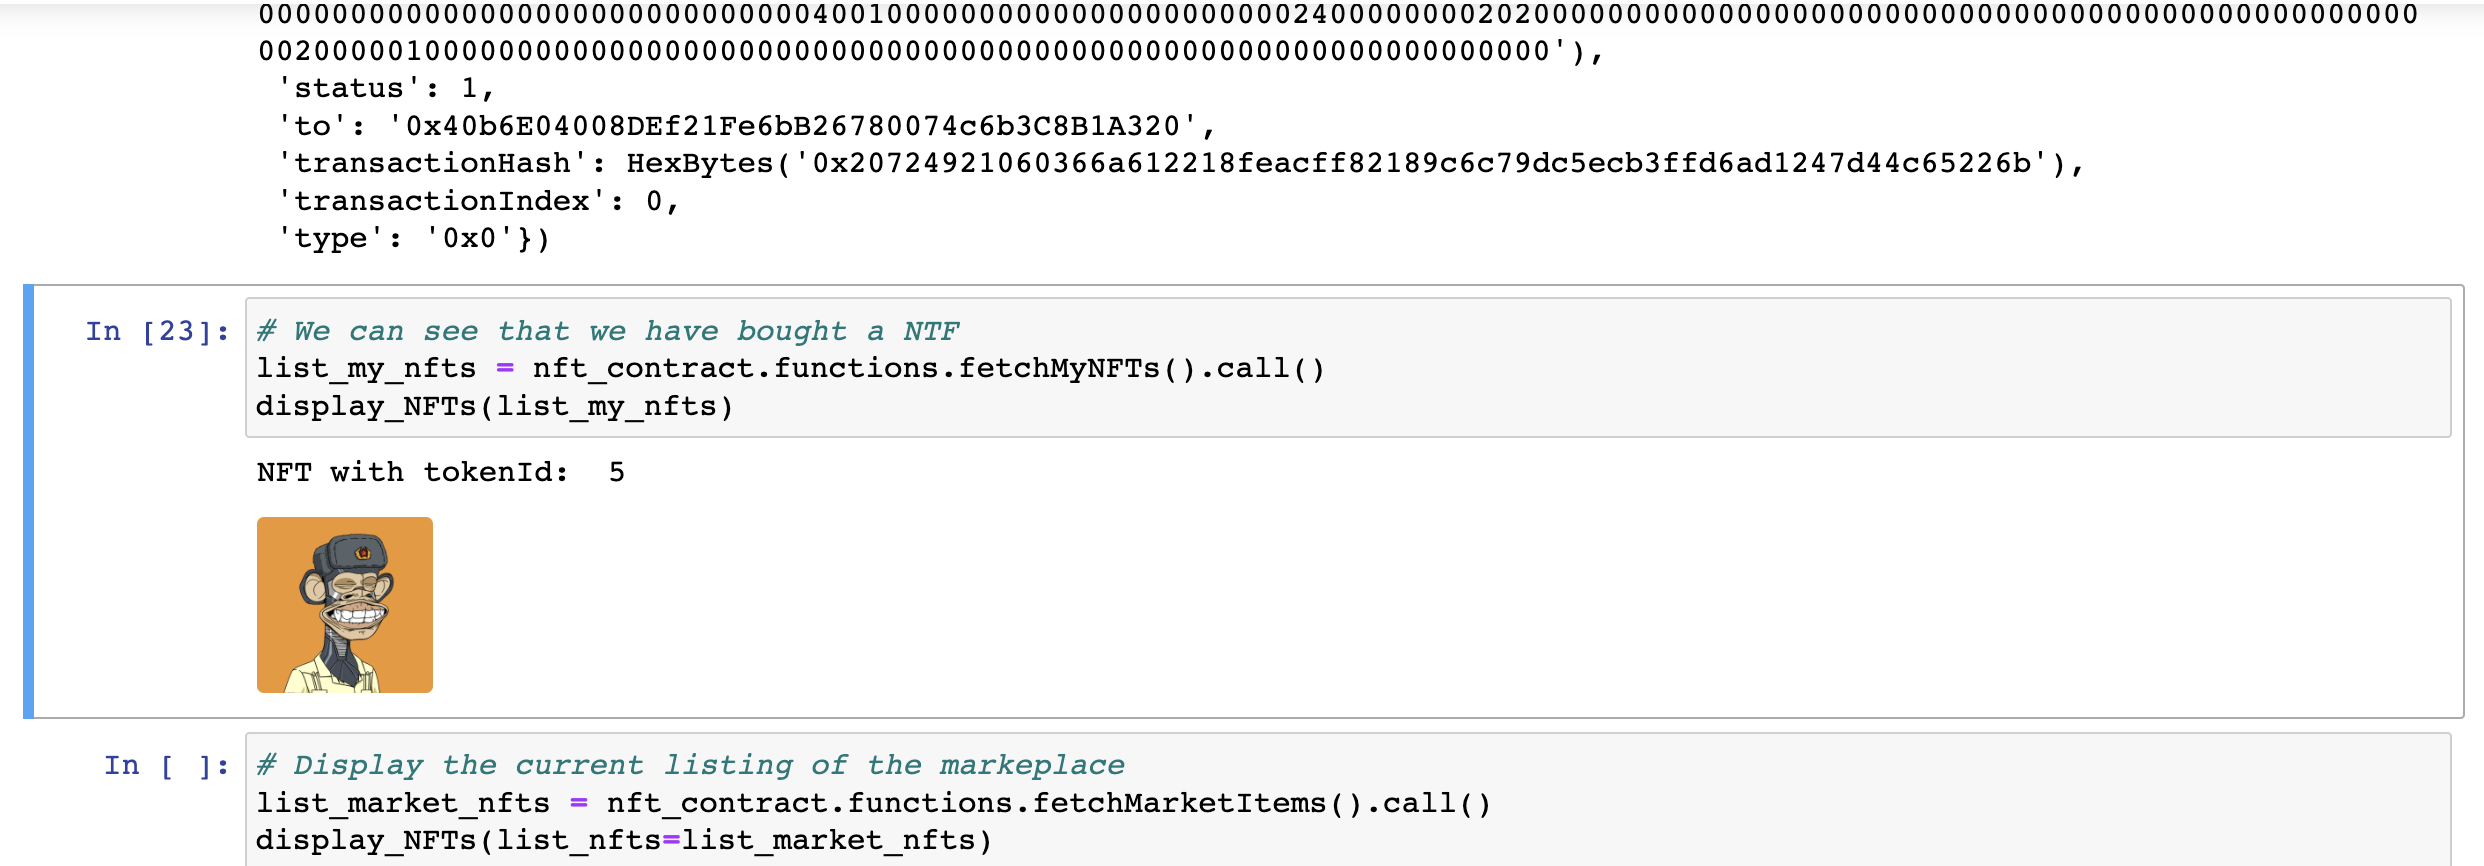 000000000000000000000000000000400100000000000000000000002400000000202000000000000000000000000000000000000000000000000
0020000010000000000000000000000000000000000000000000000000000000000000'),
'status': 1,
'to': '0x40b6E04008DEf21Fe6bB26780074c6b3C8B1A320',
'transactionHash': HexBytes('0x20724921060366a612218feacff82189c6c79dc5ecb3ffd6ad1247d44c65226b'),
'transactionIndex': 0,
'type': '0x0'})
In [23]: # We can see that we have bought a NTF
list_my_nfts = nft_contract.functions.fetchMyNFTs().call()
display_NFTs(list_my_nfts)
NFT with tokenId:  5
In [ ]: # Display the current listing of the markeplace
list_market_nfts = nft_contract.functions.fetchMarketItems().call()
display_NFTs(list_nfts=list_market_nfts)